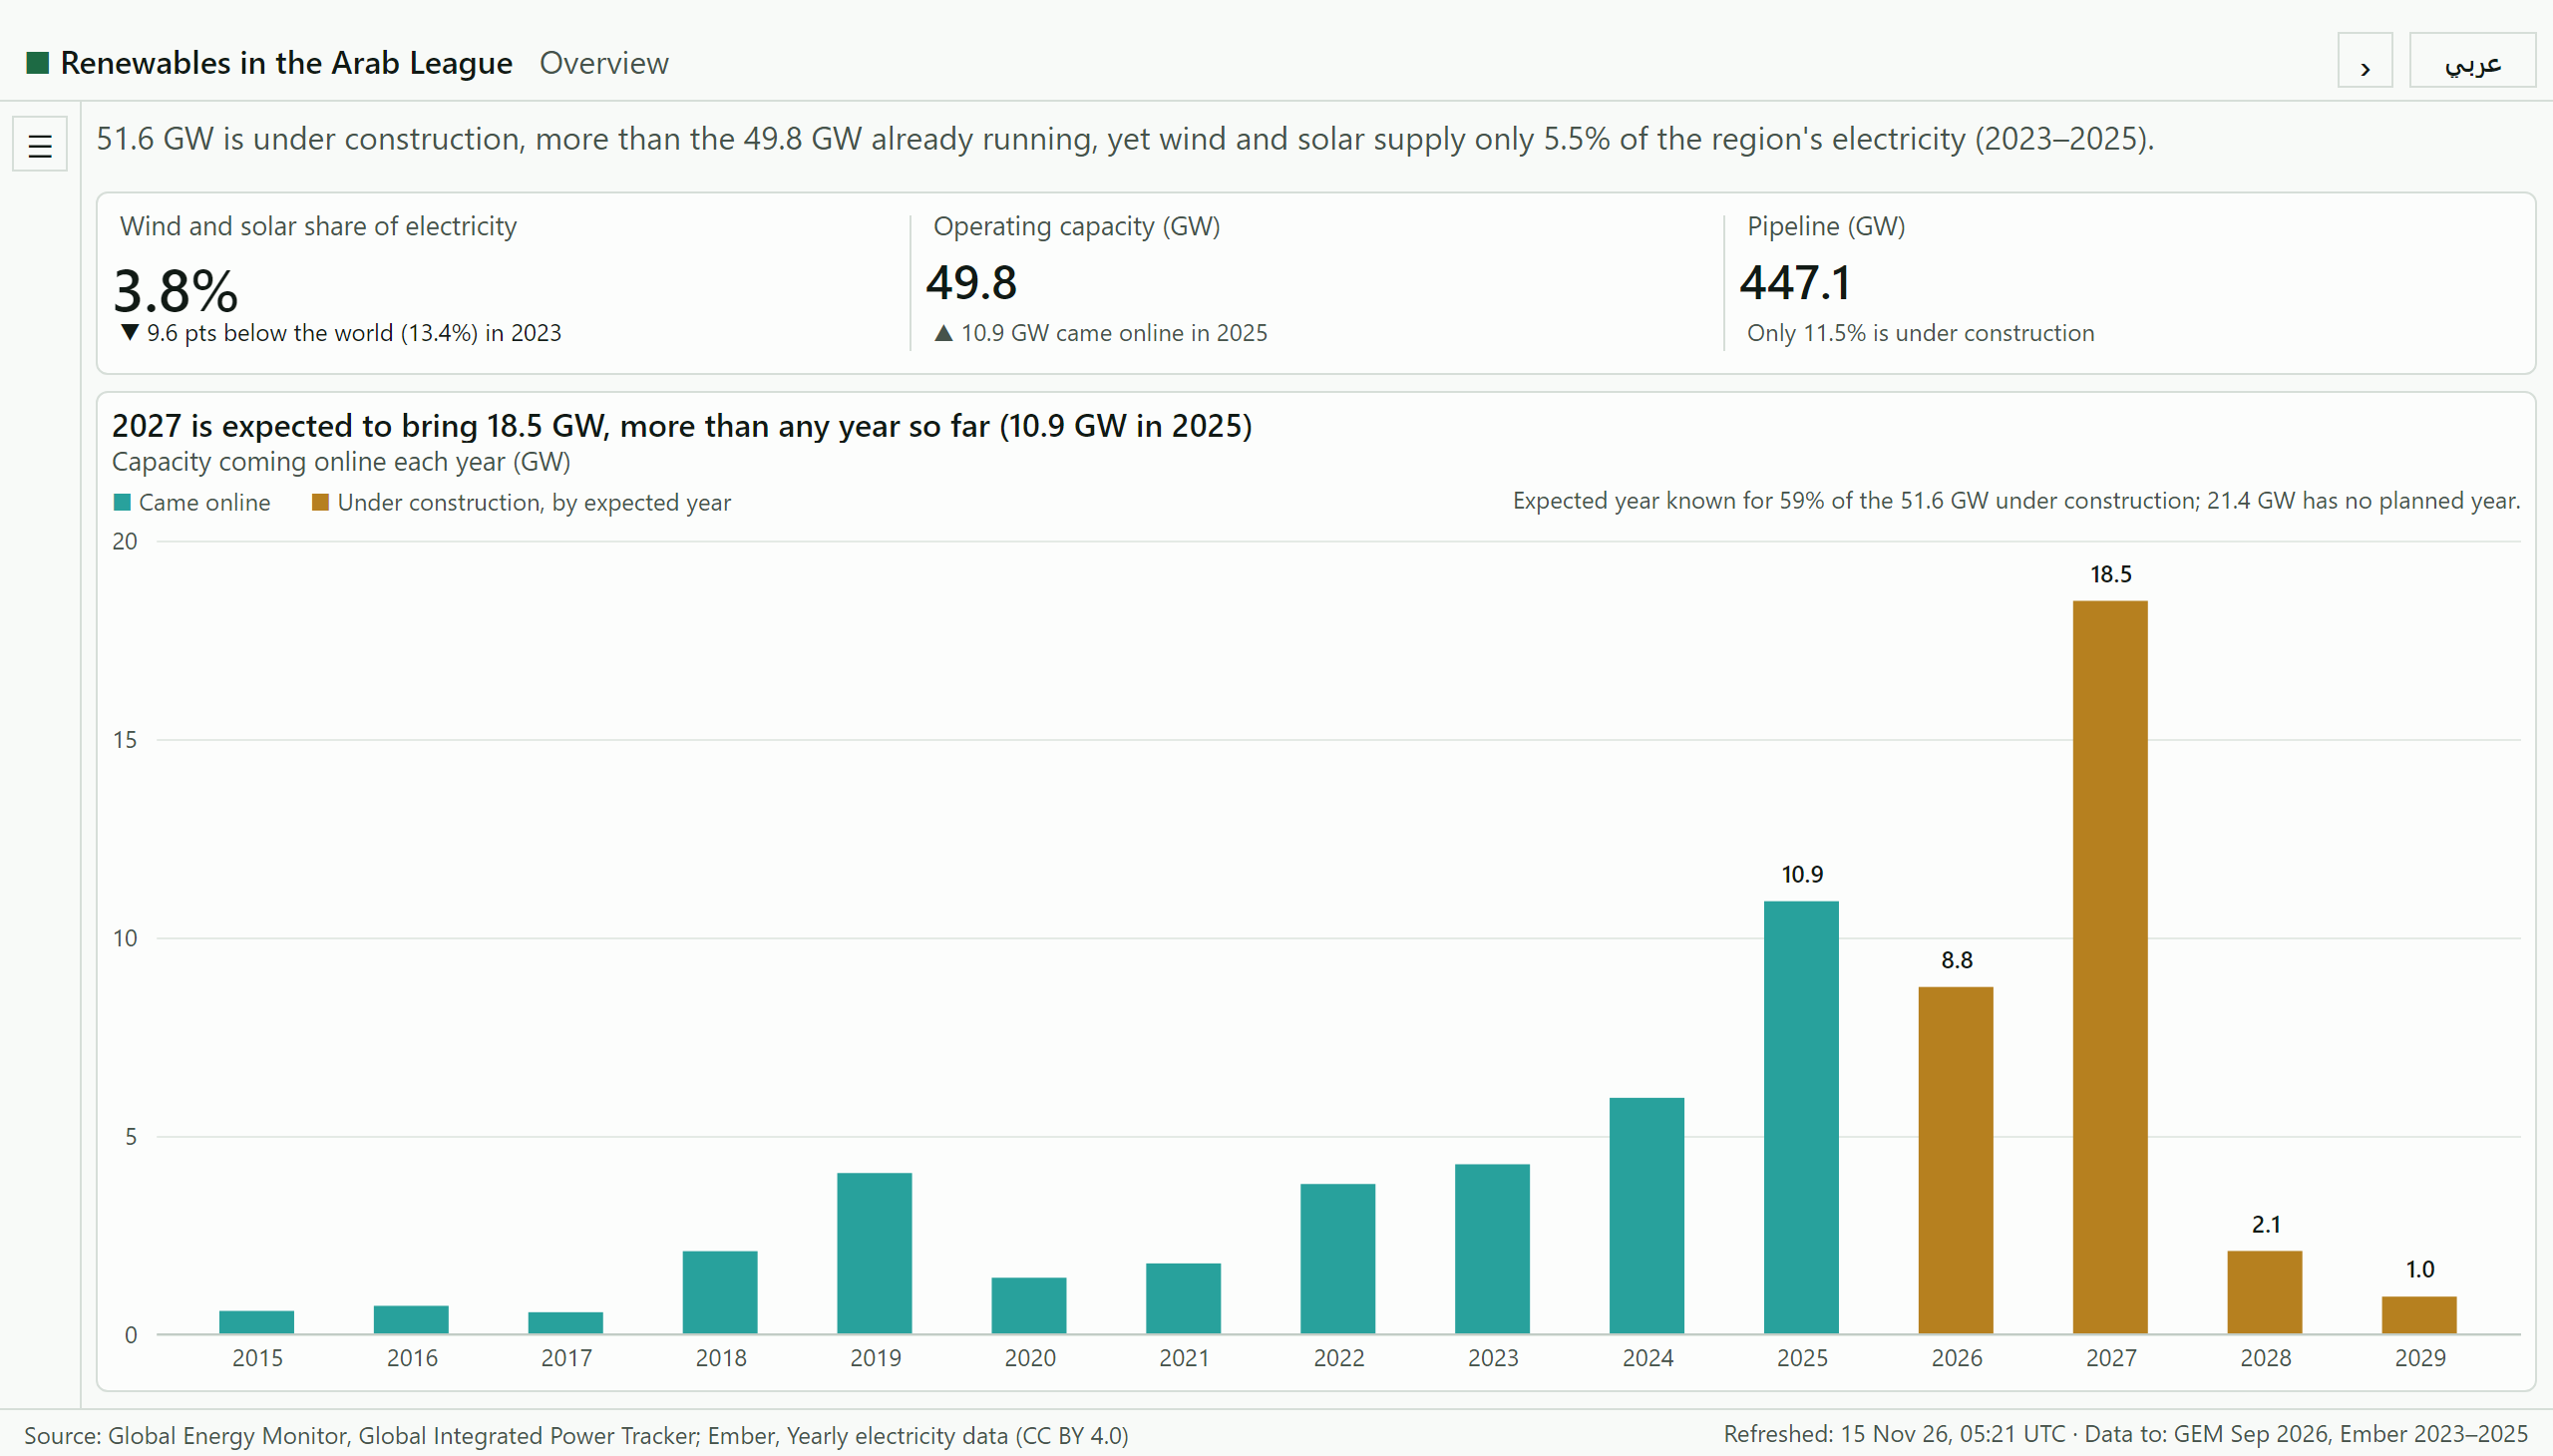 Renewables in the Arab League Overview › عربي
☰
51.6 GW is under construction, more than the 49.8 GW already running, yet wind and solar supply only 5.5% of the region's electricity (2023–2025).
Wind and solar share of electricity
3.8%
▼ 9.6 pts below the world (13.4%) in 2023
Operating capacity (GW)
49.8
▲ 10.9 GW came online in 2025
Pipeline (GW)
447.1
Only 11.5% is under construction
2027 is expected to bring 18.5 GW, more than any year so far (10.9 GW in 2025)
Capacity coming online each year (GW)
Came online Under construction, by expected year
Expected year known for 59% of the 51.6 GW under construction; 21.4 GW has no planned year.
20
15
10
5
0
10.9
8.8
18.5
2.1
1.0
2015 2016 2017 2018 2019 2020 2021 2022 2023 2024 2025 2026 2027 2028 2029
Source: Global Energy Monitor, Global Integrated Power Tracker; Ember, Yearly electricity data (CC BY 4.0)
Refreshed: 15 Nov 26, 05:21 UTC · Data to: GEM Sep 2026, Ember 2023–2025